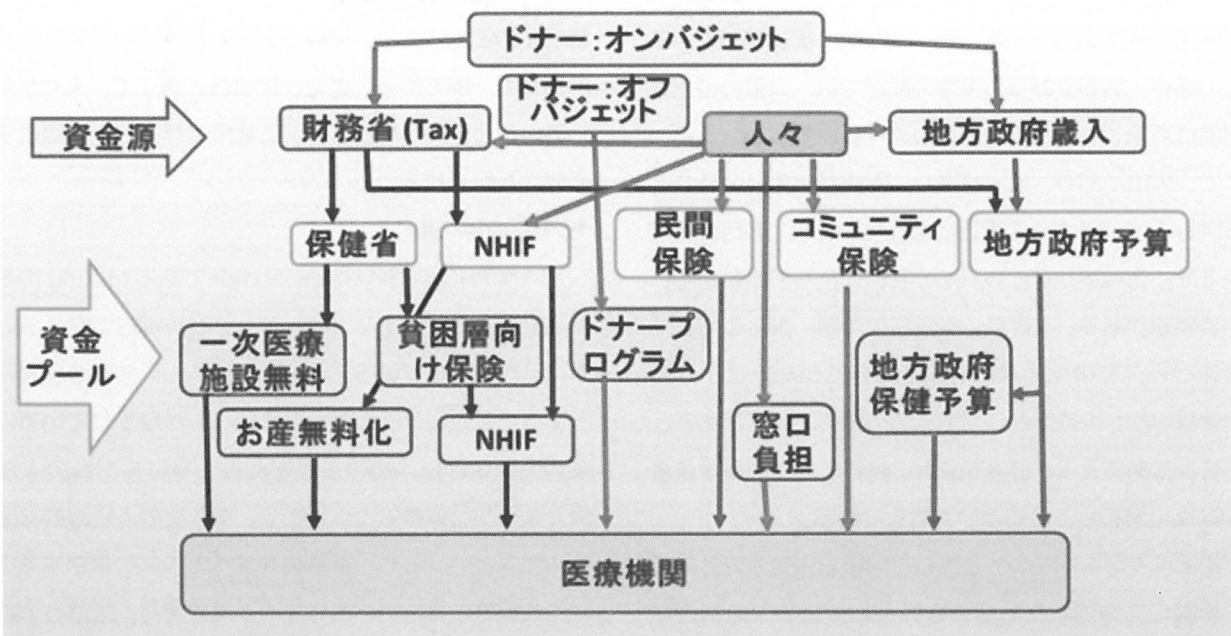 ドナー:オンバジェット
ドナー:オフ
バジェット
資金源
財務省(Tax)
人々
地方政府歳入
保健省
NHIF
民間
保険
コミュニティ
保険
地方政府予算
資金
プール
一次医療
施設無料
貧困層向
け保険
ドナープ
ログラム
地方政府
保健予算
お産無料化
NHIF
窓口
負担
医療機関